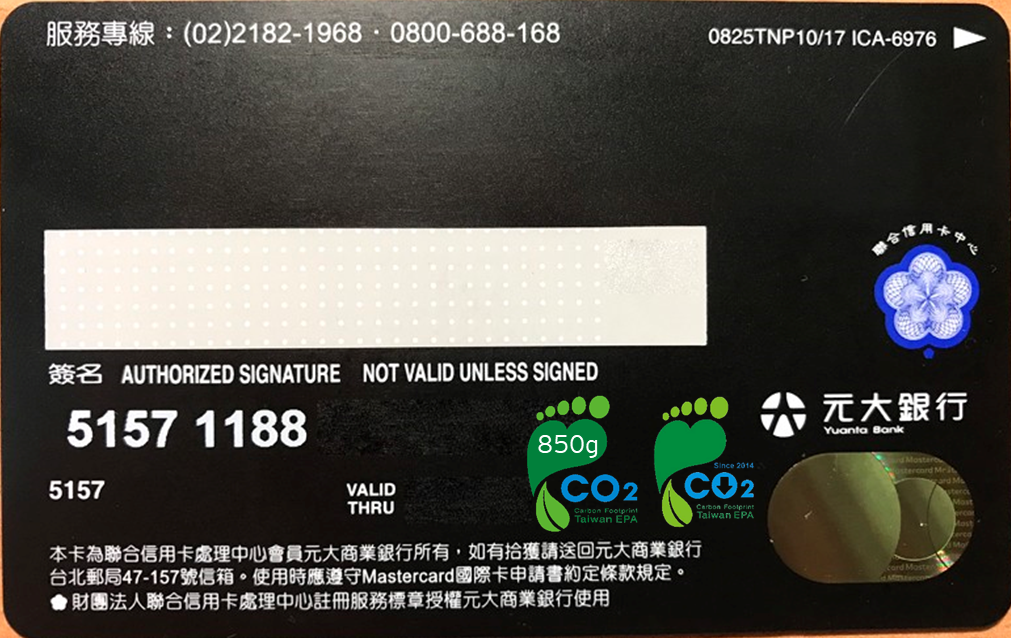 服務專線：(02)2182-1968．0800-688-168
0825TNP10/17 ICA-6976
聯合信用卡中心
簽名 AUTHORIZED SIGNATURE NOT VALID UNLESS SIGNED
5157 1188
850g
CO2
Carbon Footprint
Taiwan EPA
Since 2014
CO2
Carbon Footprint
Taiwan EPA
元大銀行
Yuanta Bank
5157
VALID
THRU
本卡為聯合信用卡處理中心會員元大商業銀行所有，如有拾獲請送回元大商業銀行
台北郵局47-157號信箱。使用時應遵守Mastercard國際卡申請書約定條款規定。
財團法人聯合信用卡處理中心註冊服務標章授權元大商業銀行使用